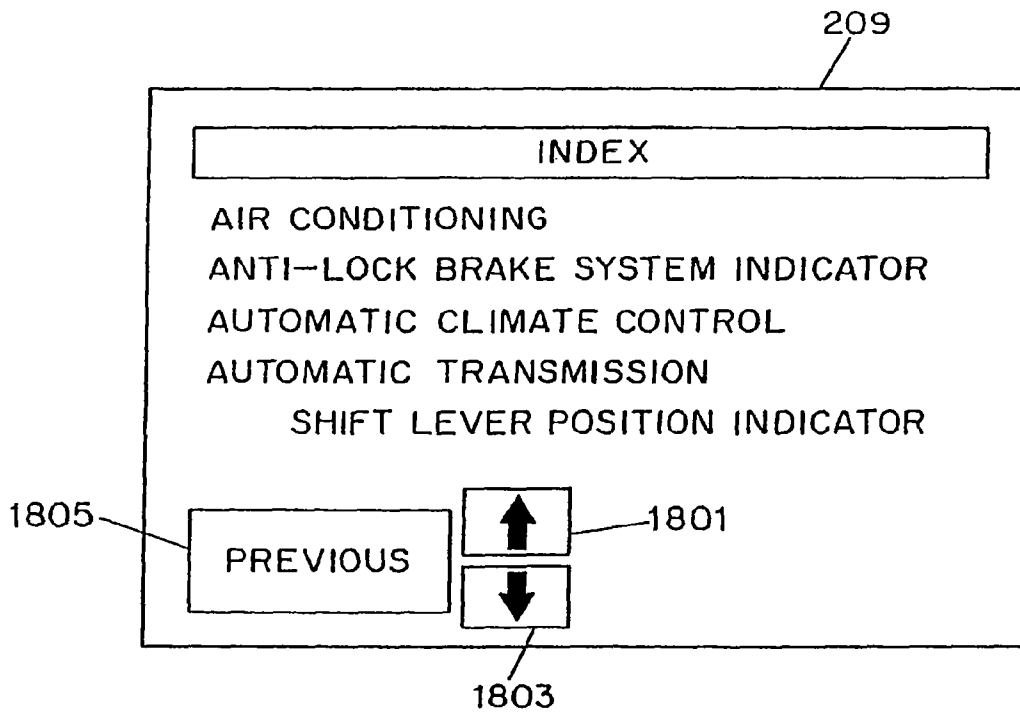 209
INDEX
AIR CONDITIONING
ANTI-LOCK BRAKE SYSTEM INDICATOR
AUTOMATIC CLIMATE CONTROL
AUTOMATIC TRANSMISSION
SHIFT LEVER POSITION INDICATOR
1805
PREVIOUS
1801
1803